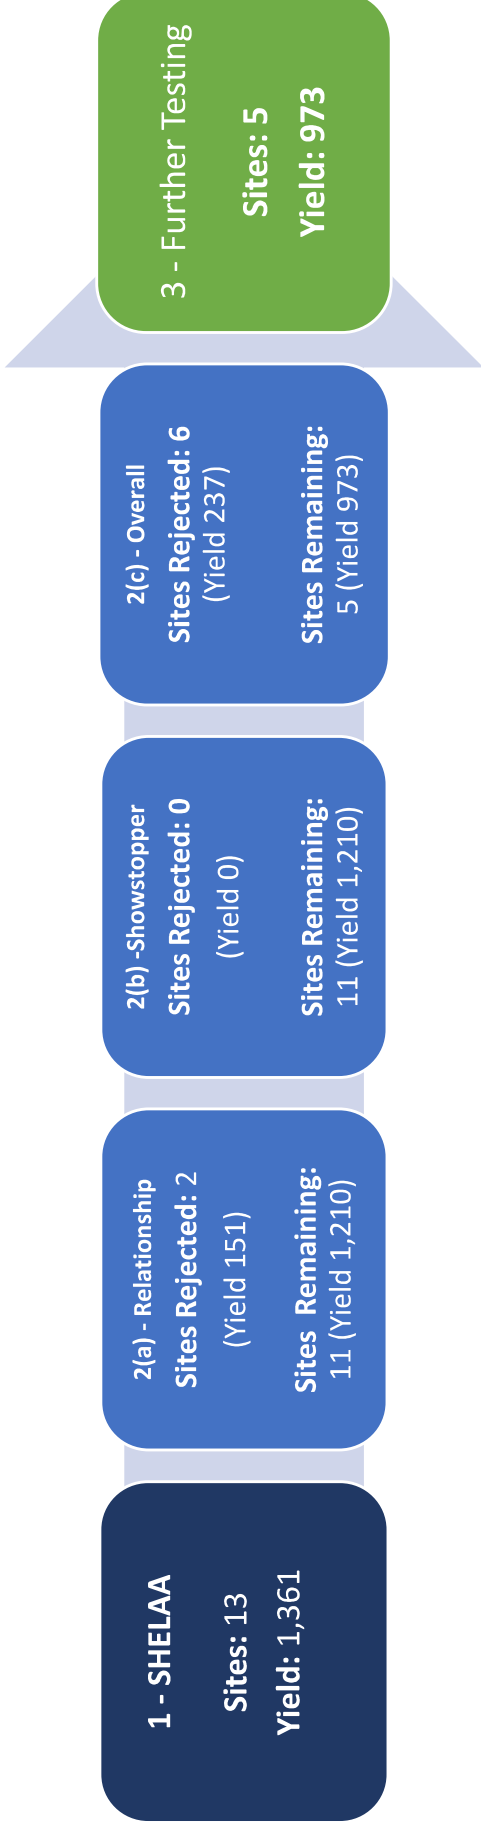 1 - SHELAA
Sites: 13
Yield: 1,361
2(a) - Relationship
Sites Rejected: 2
(Yield 151)
Sites Remaining:
11 (Yield 1,210)
2(b) -Showstopper
Sites Rejected: 0
(Yield 0)
Sites Remaining:
11 (Yield 1,210)
2(c) - Overall
Sites Rejected: 6
(Yield 237)
Sites Remaining:
5 (Yield 973)
3 - Further Testing
Sites: 5
Yield: 973